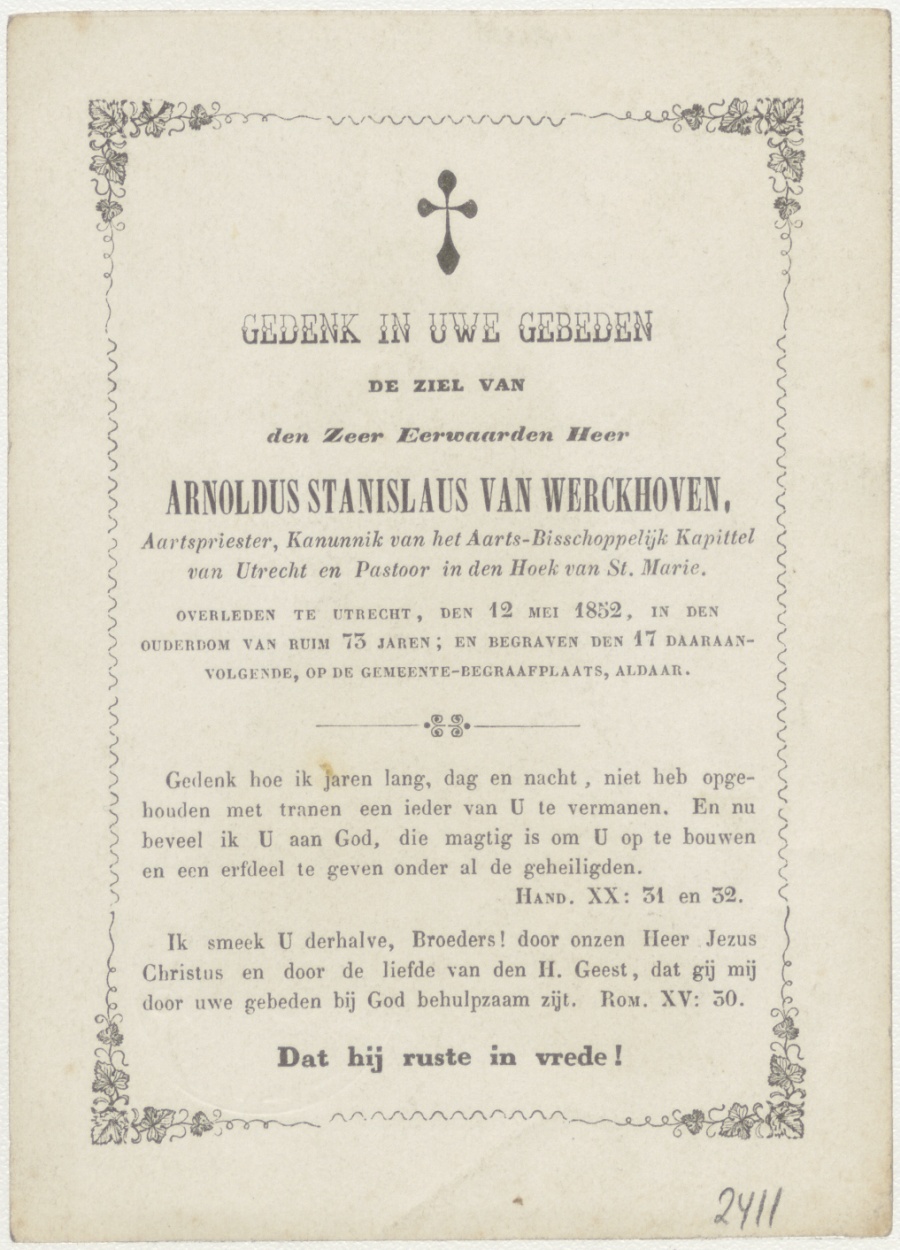 GEDENK IN UWE GEBEDEN
DE ZIEL VAN
den Zeer Eerwaarden Heer
ARNOLDUS STANISLAUS VAN WERCKHOVEN,
Aartspriester, Kanunnik van het Aarts-Bisschoppelijk Kapittel
van Utrecht en Pastoor in den Hoek van St. Marie.
OVERLEDEN TE UTRECHT, DEN 12 MEI 1852, IN DEN
OUDERDOM VAN RUIM 73 JAREN; EN BEGRAVEN DEN 17 DAARAAN-
VOLGENDE, OP DE GEMEENTE-BEGRAAFPLAATS, ALDAAR.
Gedenk hoe ik jaren lang, dag en nacht, niet heb opge-
houden met tranen een ieder van U te vermanen. En nu
beveel ik U aan God, die magtig is om U op te bouwen
en een erfdeel te geven onder al de geheiligden.
HAND. XX: 31 en 32.
Ik smeek U derhalve, Broeders! door onzen Heer Jezus
Christus en door de liefde van den H. Geest, dat gij mij
door uwe gebeden bij God behulpzaam zijt. ROM. XV: 30.
Dat hij ruste in vrede!
2411